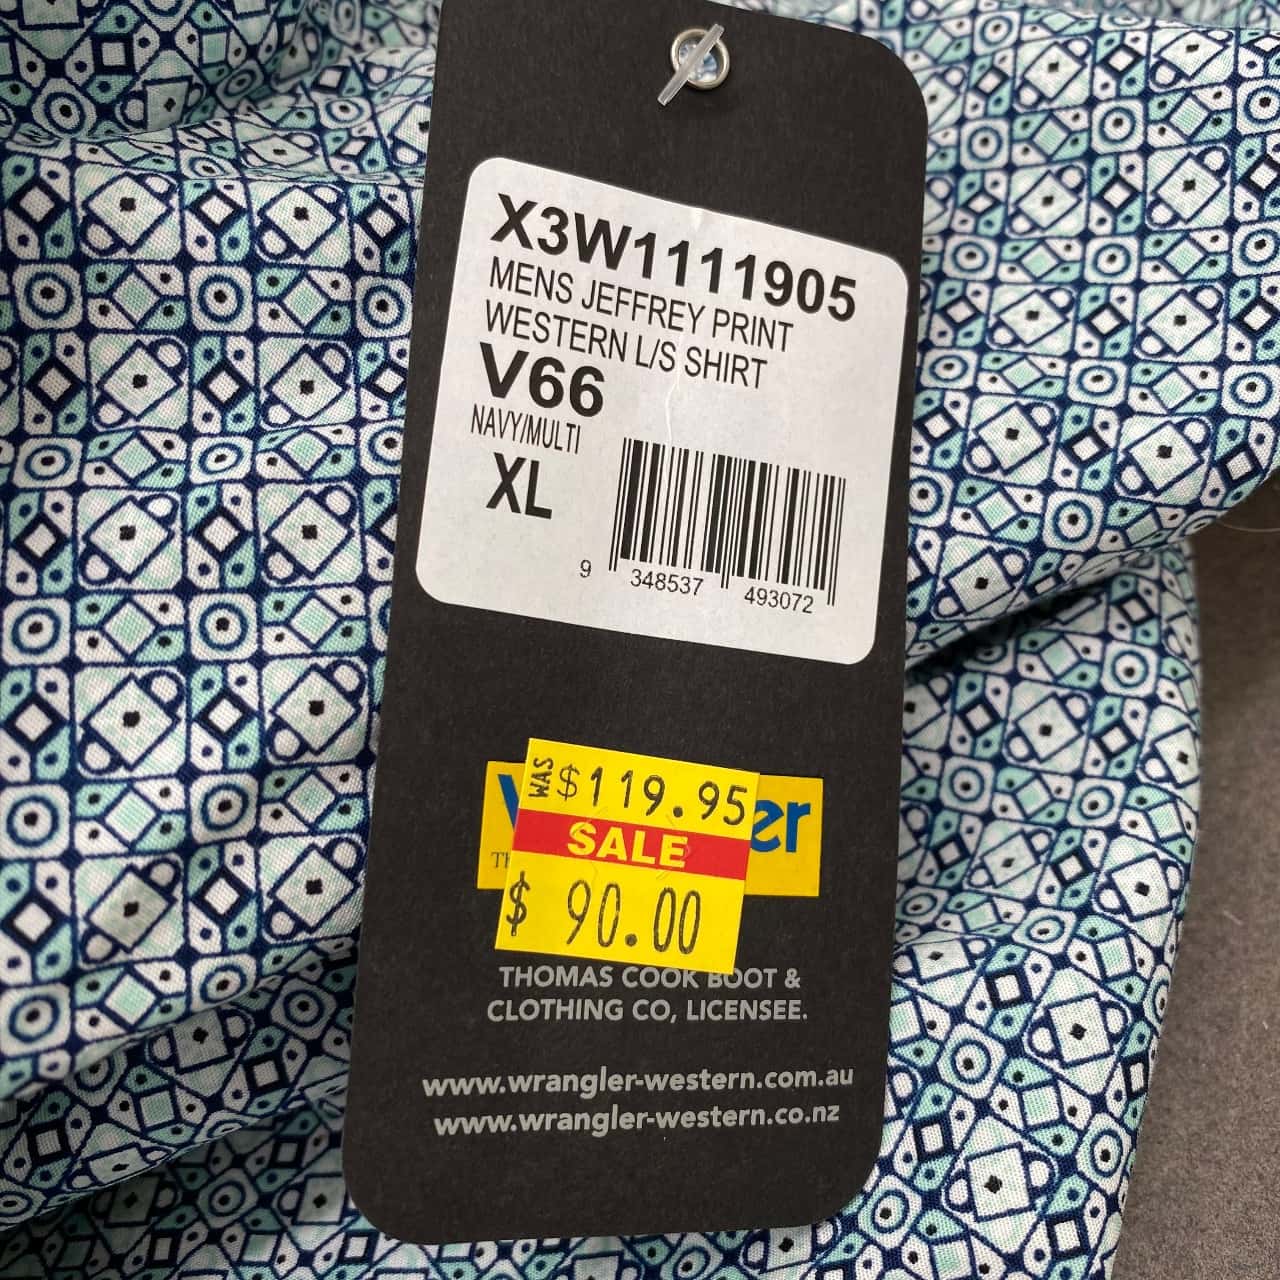 X3W1111905
MENS JEFFREY PRINT
WESTERN L/S SHIRT
V66
NAVY/MULTI
XL
9 348537 493072
WAS $119.95
SALE
$ 90.00
THOMAS COOK BOOT &
CLOTHING CO, LICENSEE.
www.wrangler-western.com.au
www.wrangler-western.co.nz